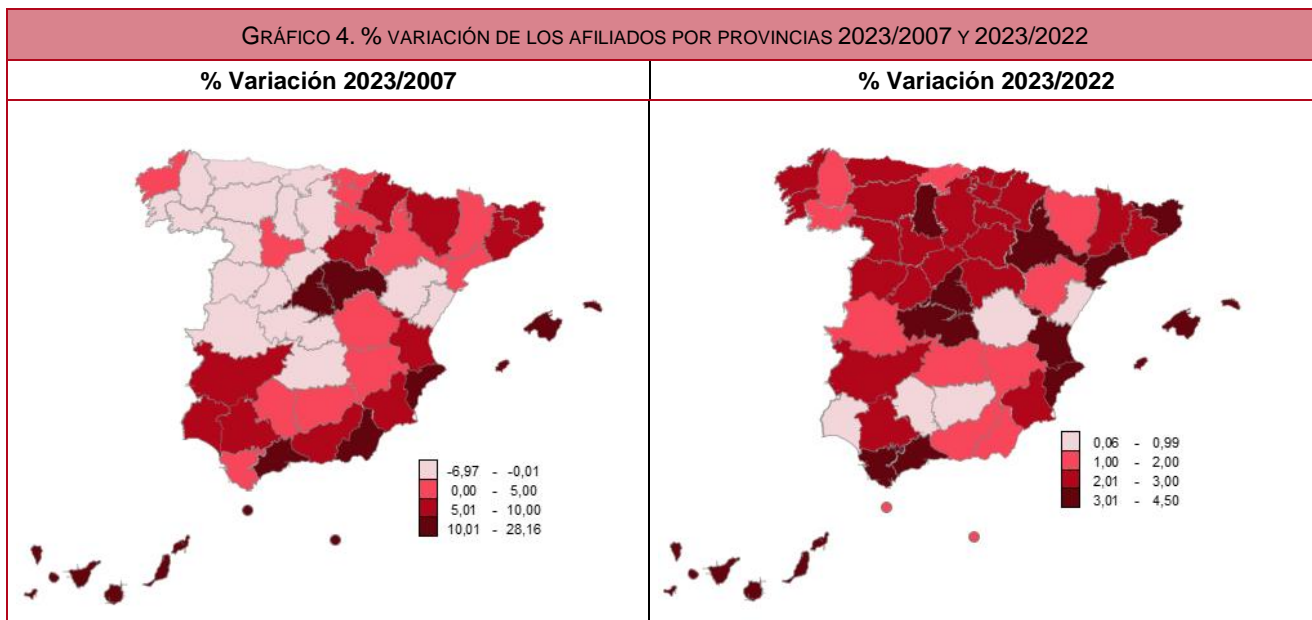 GRÁFICO 4. % VARIACIÓN DE LOS AFILIADOS POR PROVINCIAS 2023/2007 Y 2023/2022
% Variación 2023/2007
% Variación 2023/2022
-6,97 - -0,01
0,00 - 5,00
5,01 - 10,00
10,01 - 28,16
0,06 - 0,99
1,00 - 2,00
2,01 - 3,00
3,01 - 4,50